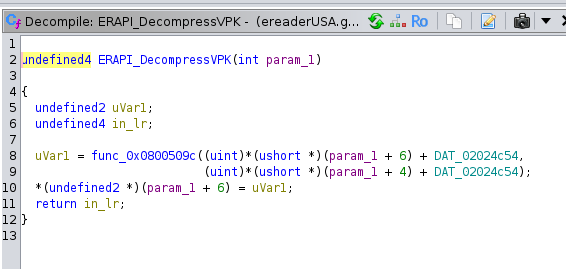 Decompile: ERAPI_DecompressVPK - (ereaderUSA.g... Ro
1
2 undefined4 ERAPI_DecompressVPK(int param_1)
3
4 {
5 undefined2 uVar1;
6 undefined4 in_lr;
7
8 uVar1 = func_0x0800509c((uint)*(ushort *)(param_1 + 6) + DAT_02024c54,
9 (uint)*(ushort *)(param_1 + 4) + DAT_02024c54);
10 *(undefined2 *)(param_1 + 6) = uVar1;
11 return in_lr;
12 }
13